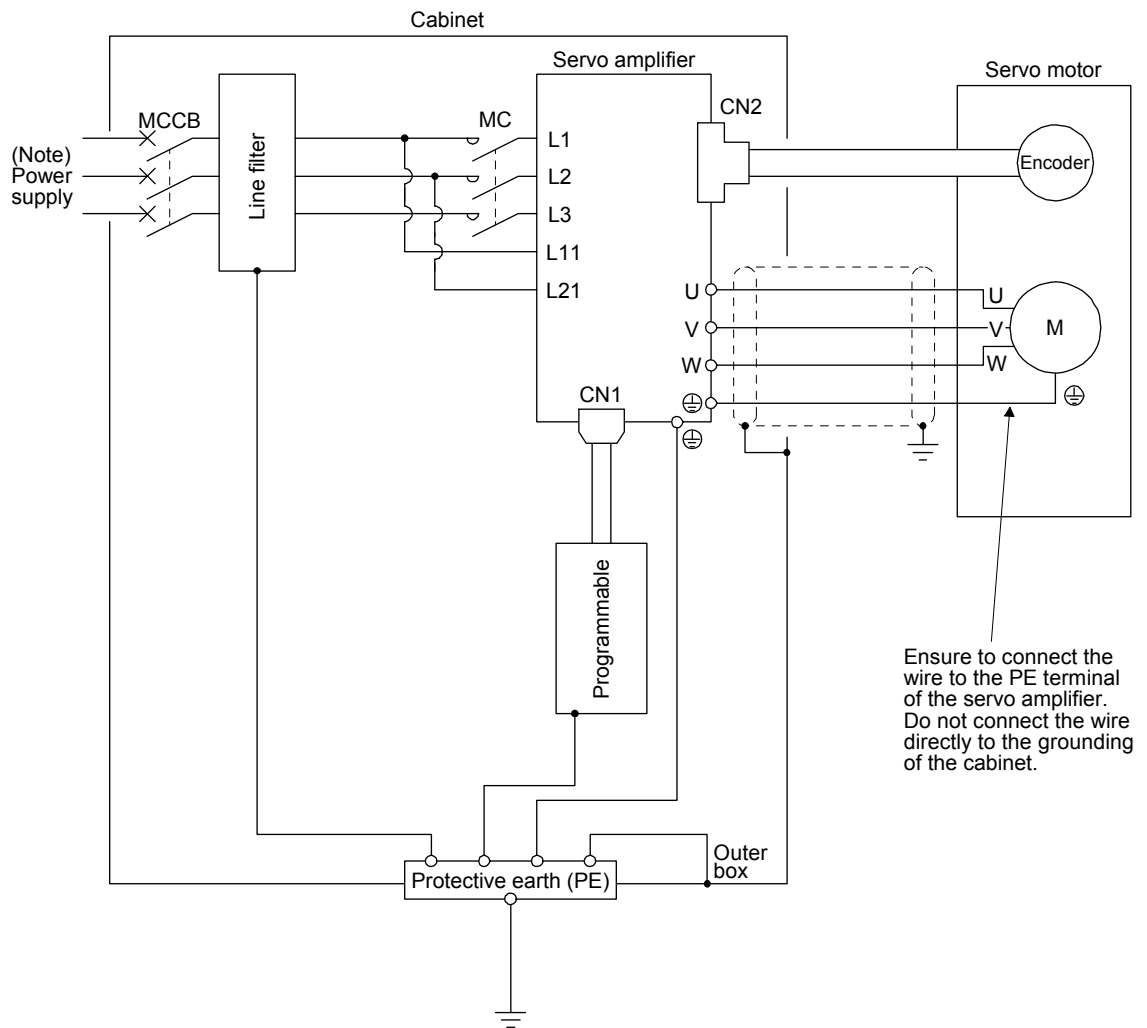 Cabinet
Servo amplifier
Servo motor
MCCB
MC
CN2
(Note)
Power
supply
Line filter
L1
L2
L3
L11
L21
Encoder
U
V
W
U
V
W
M
CN1
Programmable
Ensure to connect the
wire to the PE terminal
of the servo amplifier.
Do not connect the wire
directly to the grounding
of the cabinet.
Outer
box
Protective earth (PE)